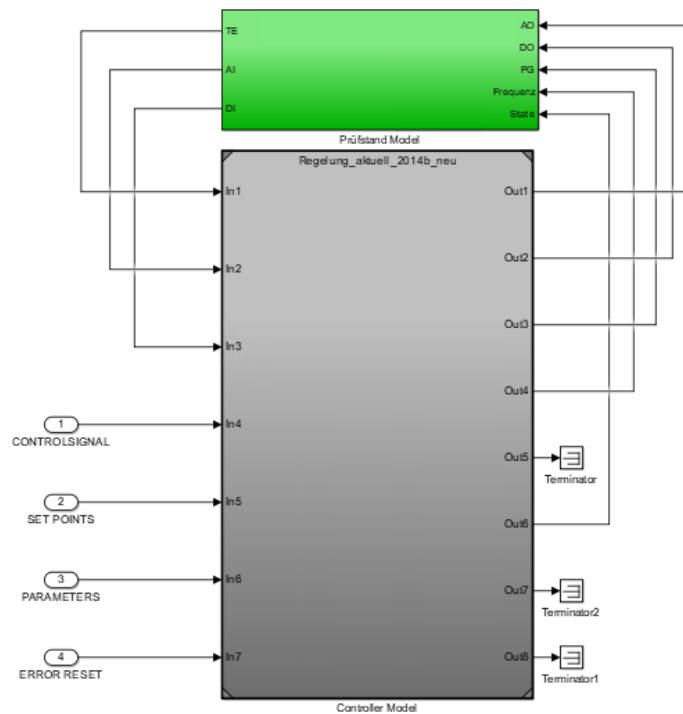 TE
AI
DI
AO
DO
PG
Frequenz
State
Prüfstand Model
Regelung_aktuell_2014b_neu
In1
In2
In3
In4
In5
In6
In7
Out1
Out2
Out3
Out4
Out5
Out6
Out7
Out8
1
CONTROLSIGNAL
2
SET POINTS
3
PARAMETERS
4
ERROR RESET
Terminator
Terminator2
Terminator1
Controller Model